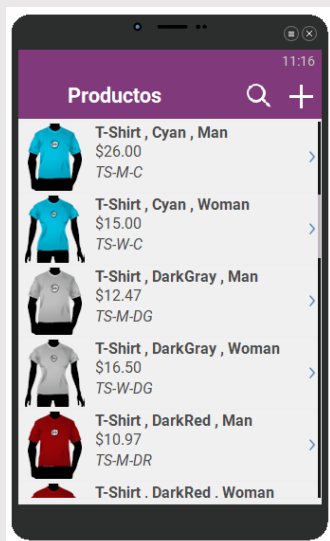 11:16
Productos
T-Shirt , Cyan , Man
$26.00
TS-M-C
T-Shirt , Cyan , Woman
$15.00
TS-W-C
T-Shirt , DarkGray , Man
$12.47
TS-M-DG
T-Shirt , DarkGray , Woman
$16.50
TS-W-DG
T-Shirt , DarkRed , Man
$10.97
TS-M-DR
T-Shirt , DarkRed , Woman